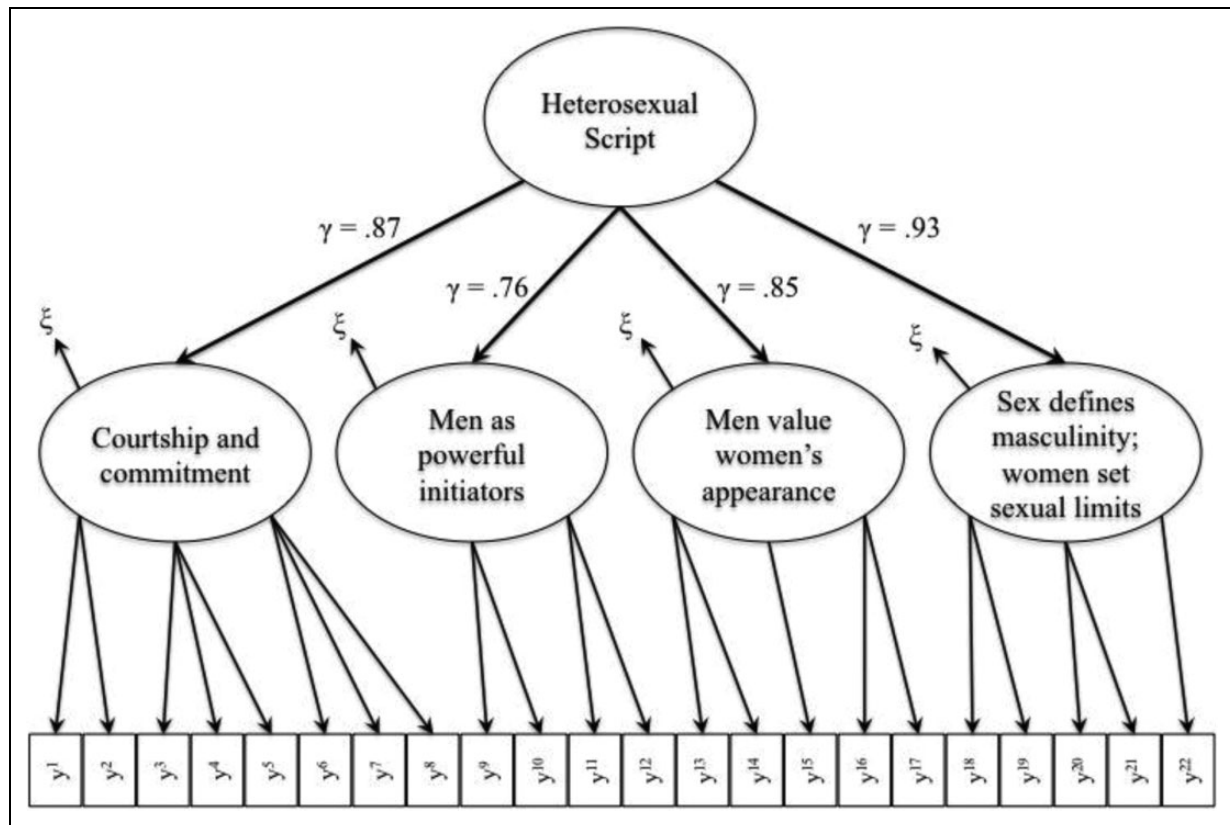 Heterosexual
Script
γ = .87
γ = .76
γ = .85
γ = .93
ξ
ξ
ξ
ξ
Courtship and
commitment
Men as
powerful
initiators
Men value
women’s
appearance
Sex defines
masculinity;
women set
sexual limits
y¹
y²
y³
y⁴
y⁵
y⁶
y⁷
y⁸
y⁹
y¹⁰
y¹¹
y¹²
y¹³
y¹⁴
y¹⁵
y¹⁶
y¹⁷
y¹⁸
y¹⁹
y²⁰
y²¹
y²²